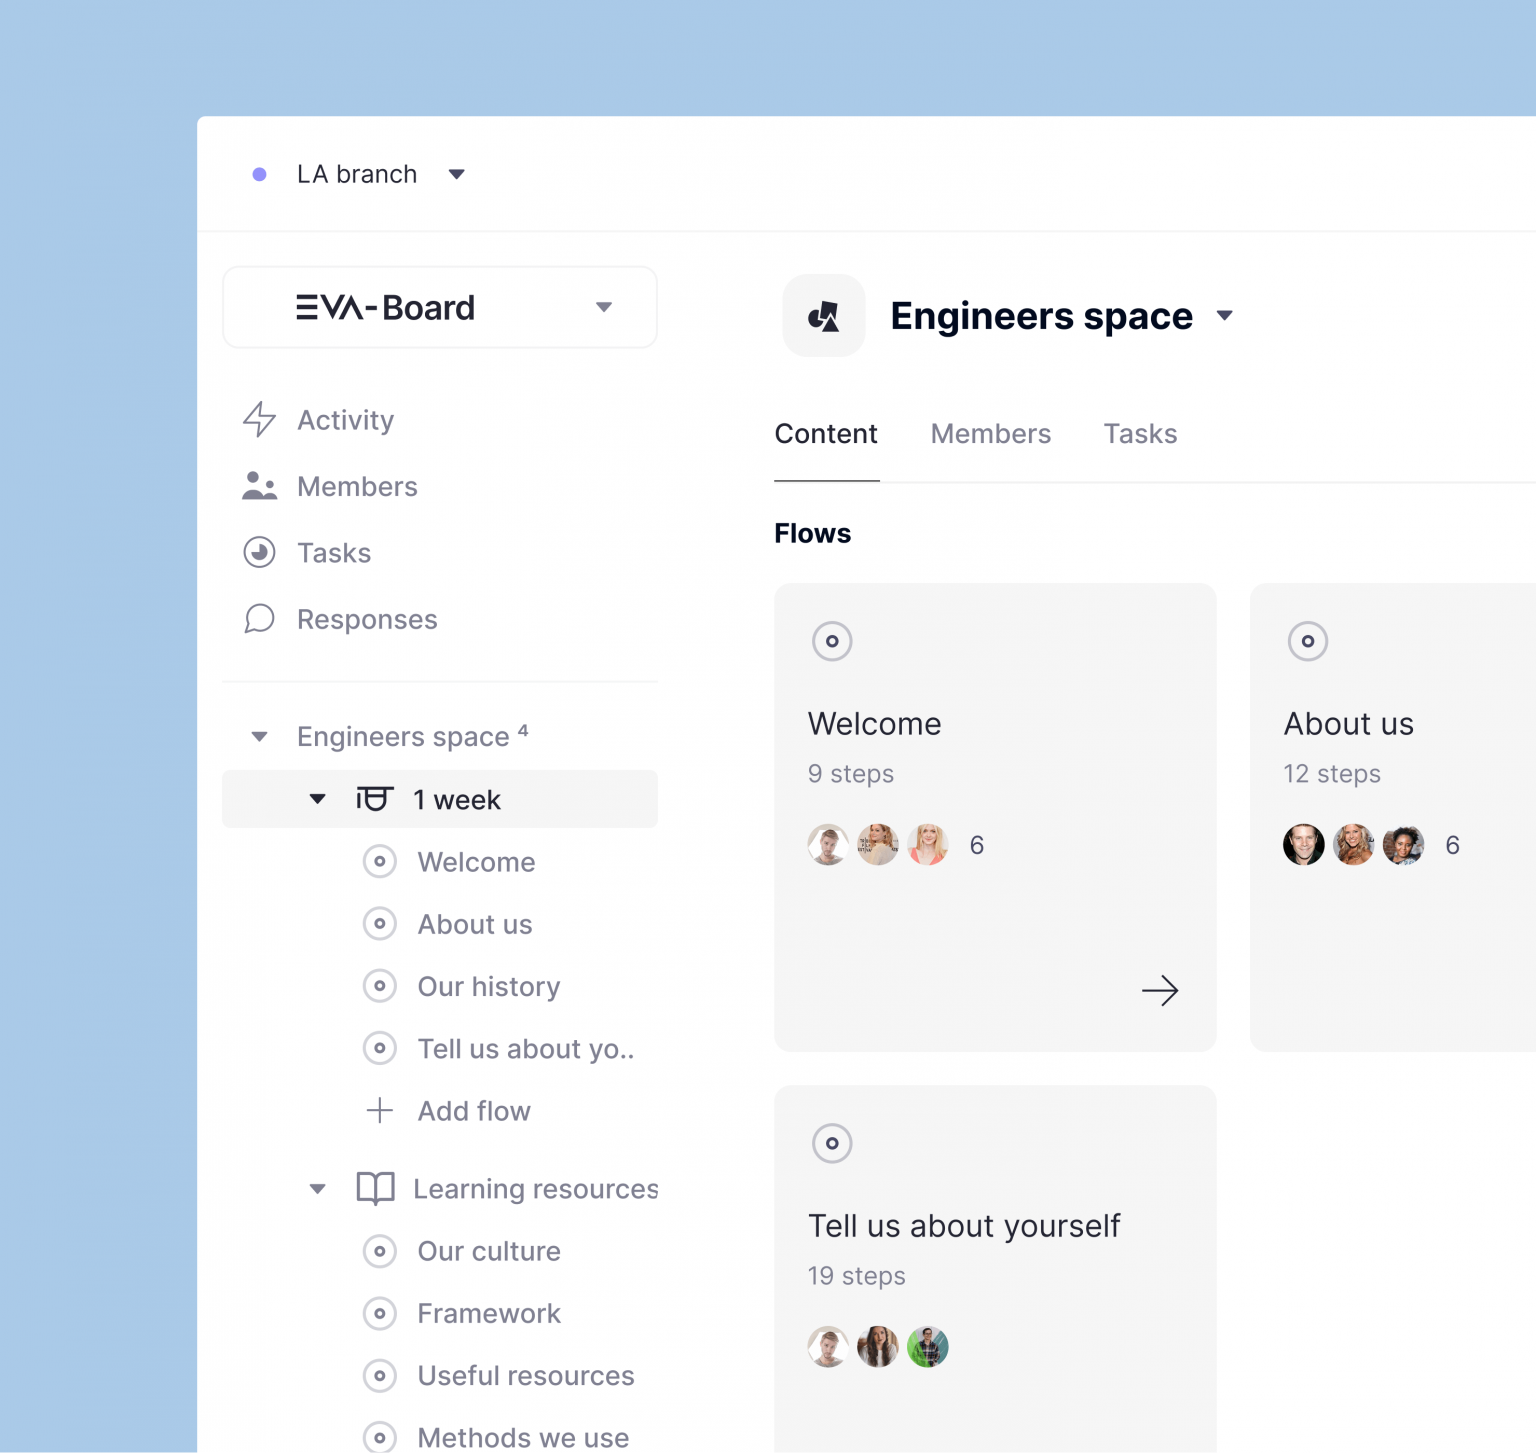 LA branch
EVA-Board
Activity
Members
Tasks
Responses
Engineers space 4
1 week
Welcome
About us
Our history
Tell us about yo..
Add flow
Learning resources
Our culture
Framework
Useful resources
Methods we use
Engineers space
Content Members Tasks
Flows
Welcome
9 steps
6
About us
12 steps
6
Tell us about yourself
19 steps